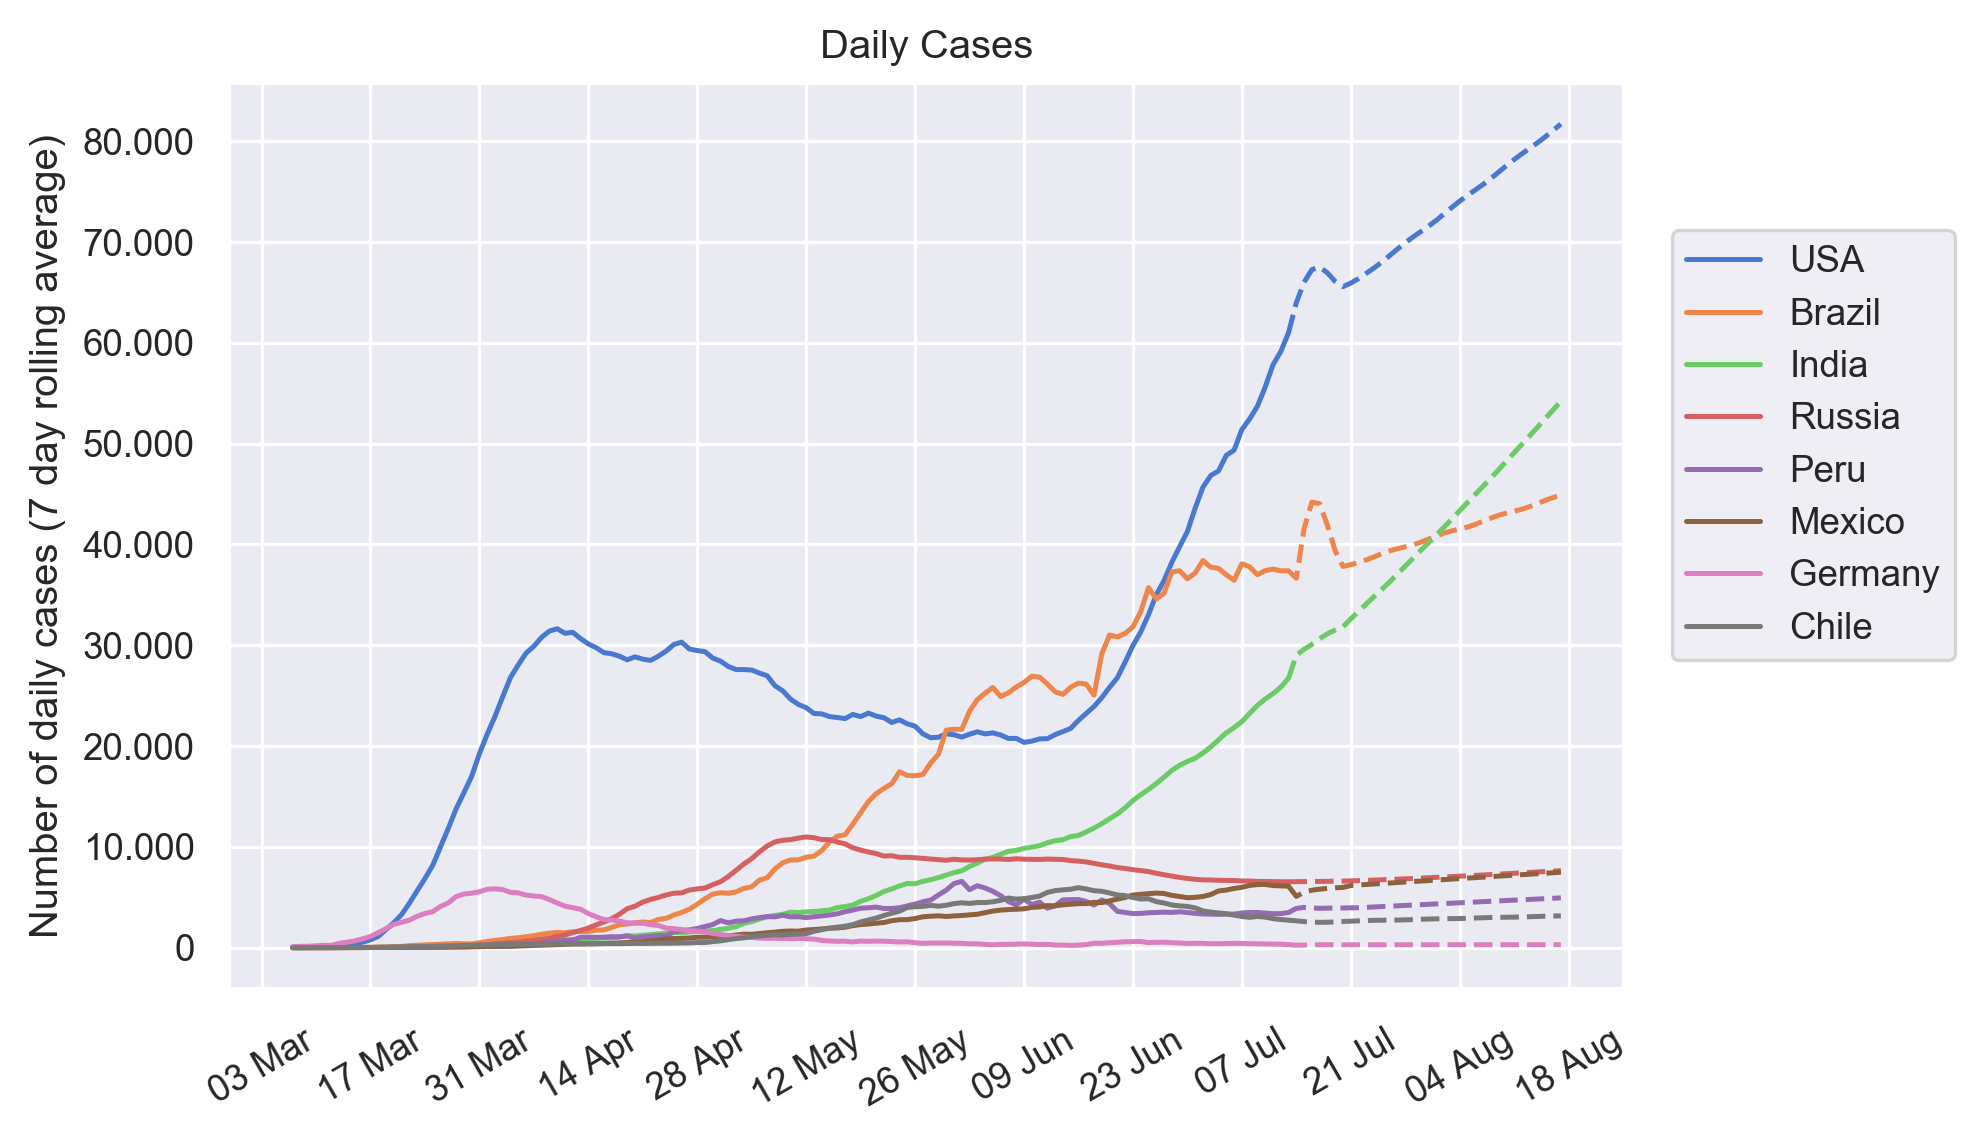 Daily Cases
Number of daily cases (7 day rolling average)
80.000
70.000
60.000
50.000
40.000
30.000
20.000
10.000
0
03 Mar
17 Mar
31 Mar
14 Apr
28 Apr
12 May
26 May
09 Jun
23 Jun
07 Jul
21 Jul
04 Aug
18 Aug
USA
Brazil
India
Russia
Peru
Mexico
Germany
Chile